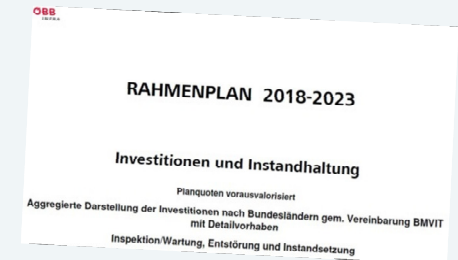 ÖBB
RAHMENPLAN 2018-2023
Investitionen und Instandhaltung
Planquoten vorausvalorisiert
Aggregierte Darstellung der Investitionen nach Bundesländern gem. Vereinbarung BMVIT
mit Detailvorhaben
Inspektion/Wartung, Entstörung und Instandsetzung